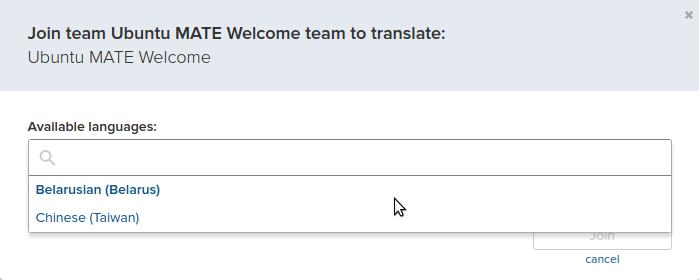 Join team Ubuntu MATE Welcome team to translate:
Ubuntu MATE Welcome
Available languages:
Belarusian (Belarus)
Chinese (Taiwan)
Join
cancel